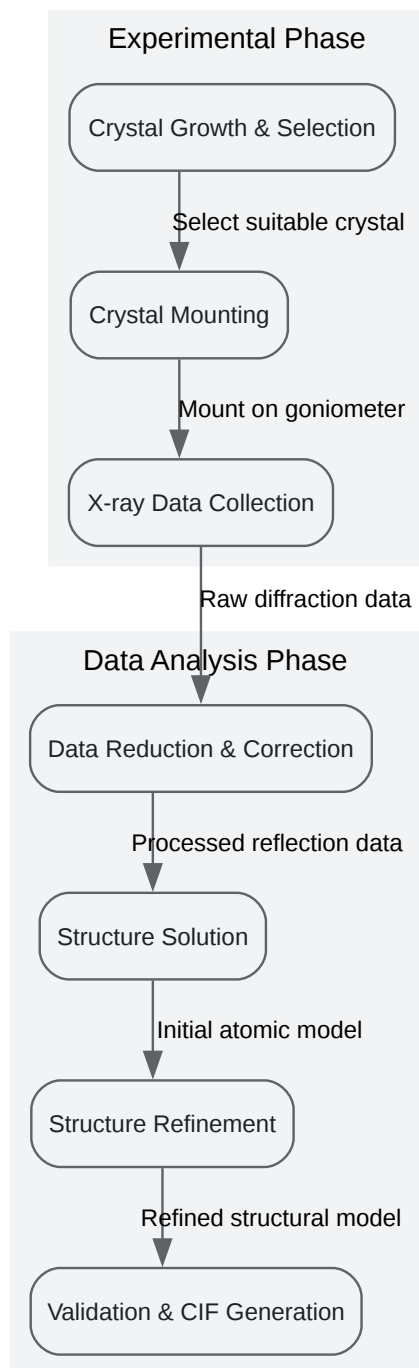 Experimental Phase
Crystal Growth & Selection
Select suitable crystal
Crystal Mounting
Mount on goniometer
X-ray Data Collection
Raw diffraction data
Data Analysis Phase
Data Reduction & Correction
Processed reflection data
Structure Solution
Initial atomic model
Structure Refinement
Refined structural model
Validation & CIF Generation